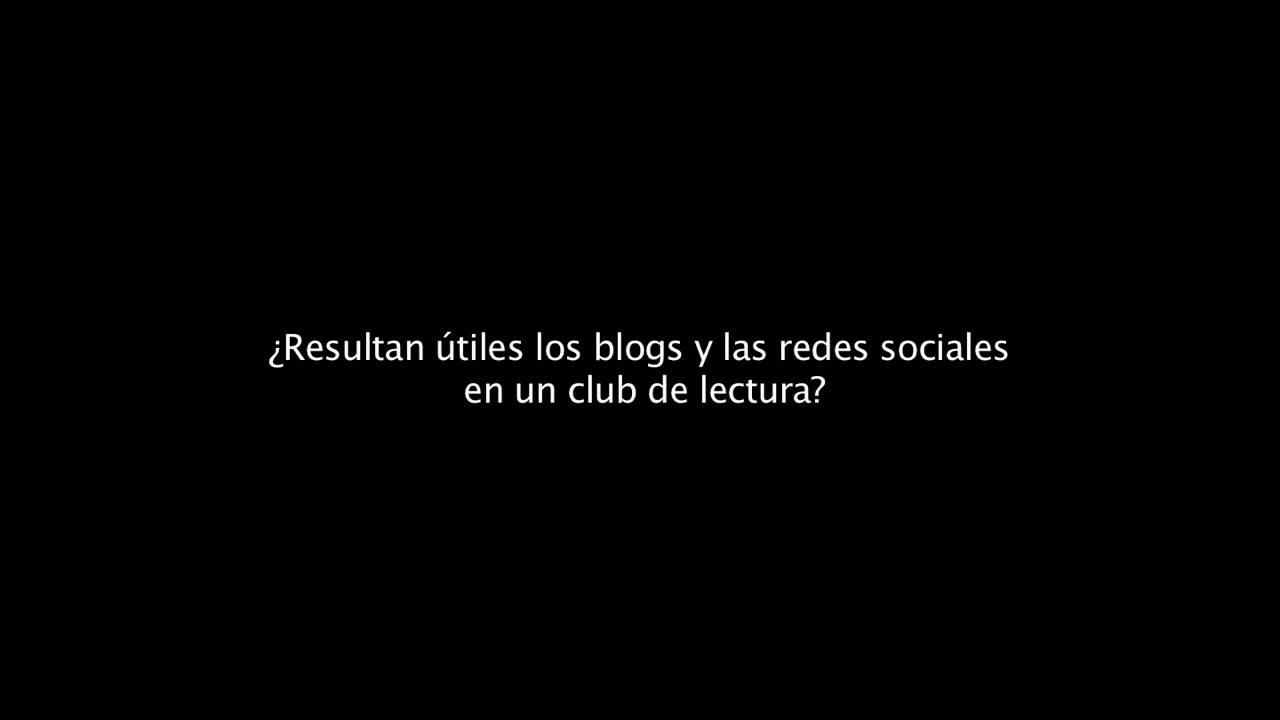 ¿Resultan útiles los blogs y las redes sociales
en un club de lectura?